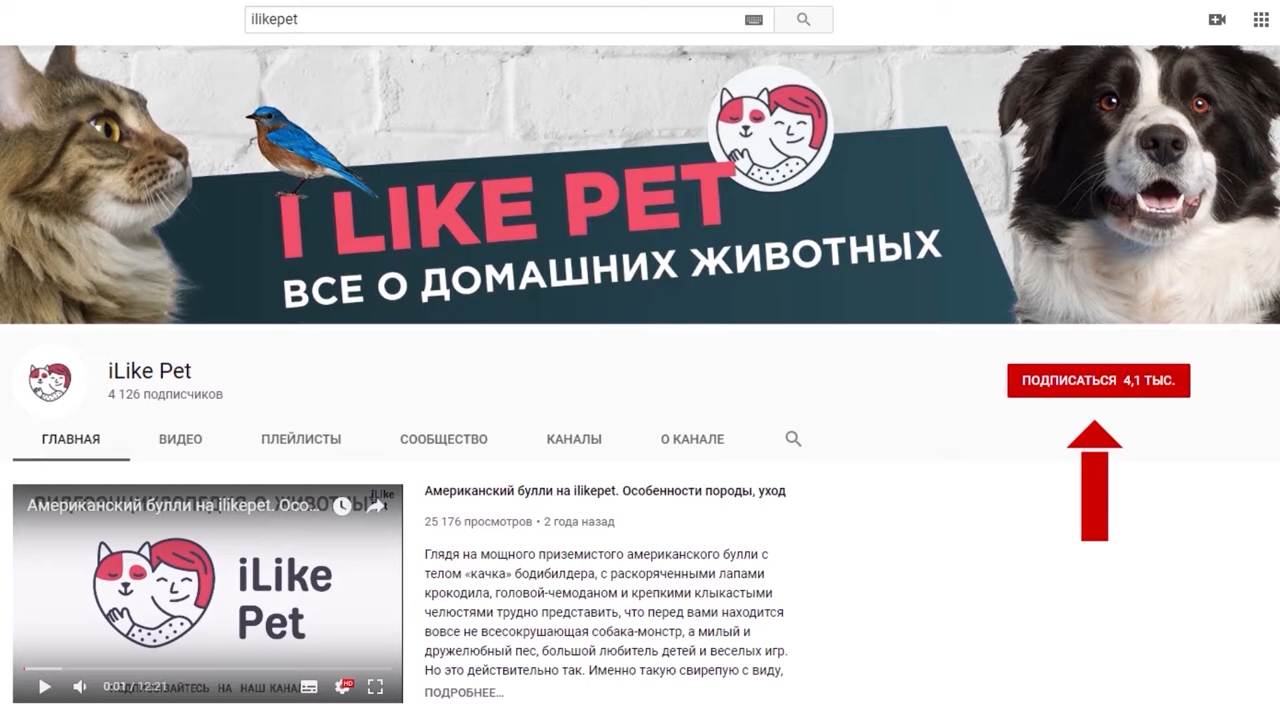 ilikepet
I LIKE PET
ВСЕ О ДОМАШНИХ ЖИВОТНЫХ
iLike Pet
4 126 подписчиков
ПОДПИСАТЬСЯ 4,1 ТЫС.
ГЛАВНАЯ
ВИДЕО
ПЛЕЙЛИСТЫ
СООБЩЕСТВО
КАНАЛЫ
О КАНАЛЕ
Американский булли на ilikepet. Осо...
iLike
Pet
iLike
Pet
0:01 / 12:21
HD
Американский булли на ilikepet. Особенности породы, уход
25 176 просмотров • 2 года назад
Глядя на мощного приземистого американского булли с
телом «качка» бодибилдера, с раскоряченными лапами
крокодила, головой-чемоданом и крепкими клыкастыми
челюстями трудно представить, что перед вами находится
вовсе не всесокрушающая собака-монстр, а милый и
дружелюбный пес, большой любитель детей и веселых игр.
Но это действительно так. Именно такую свирепую с виду,
ПОДРОБНЕЕ...